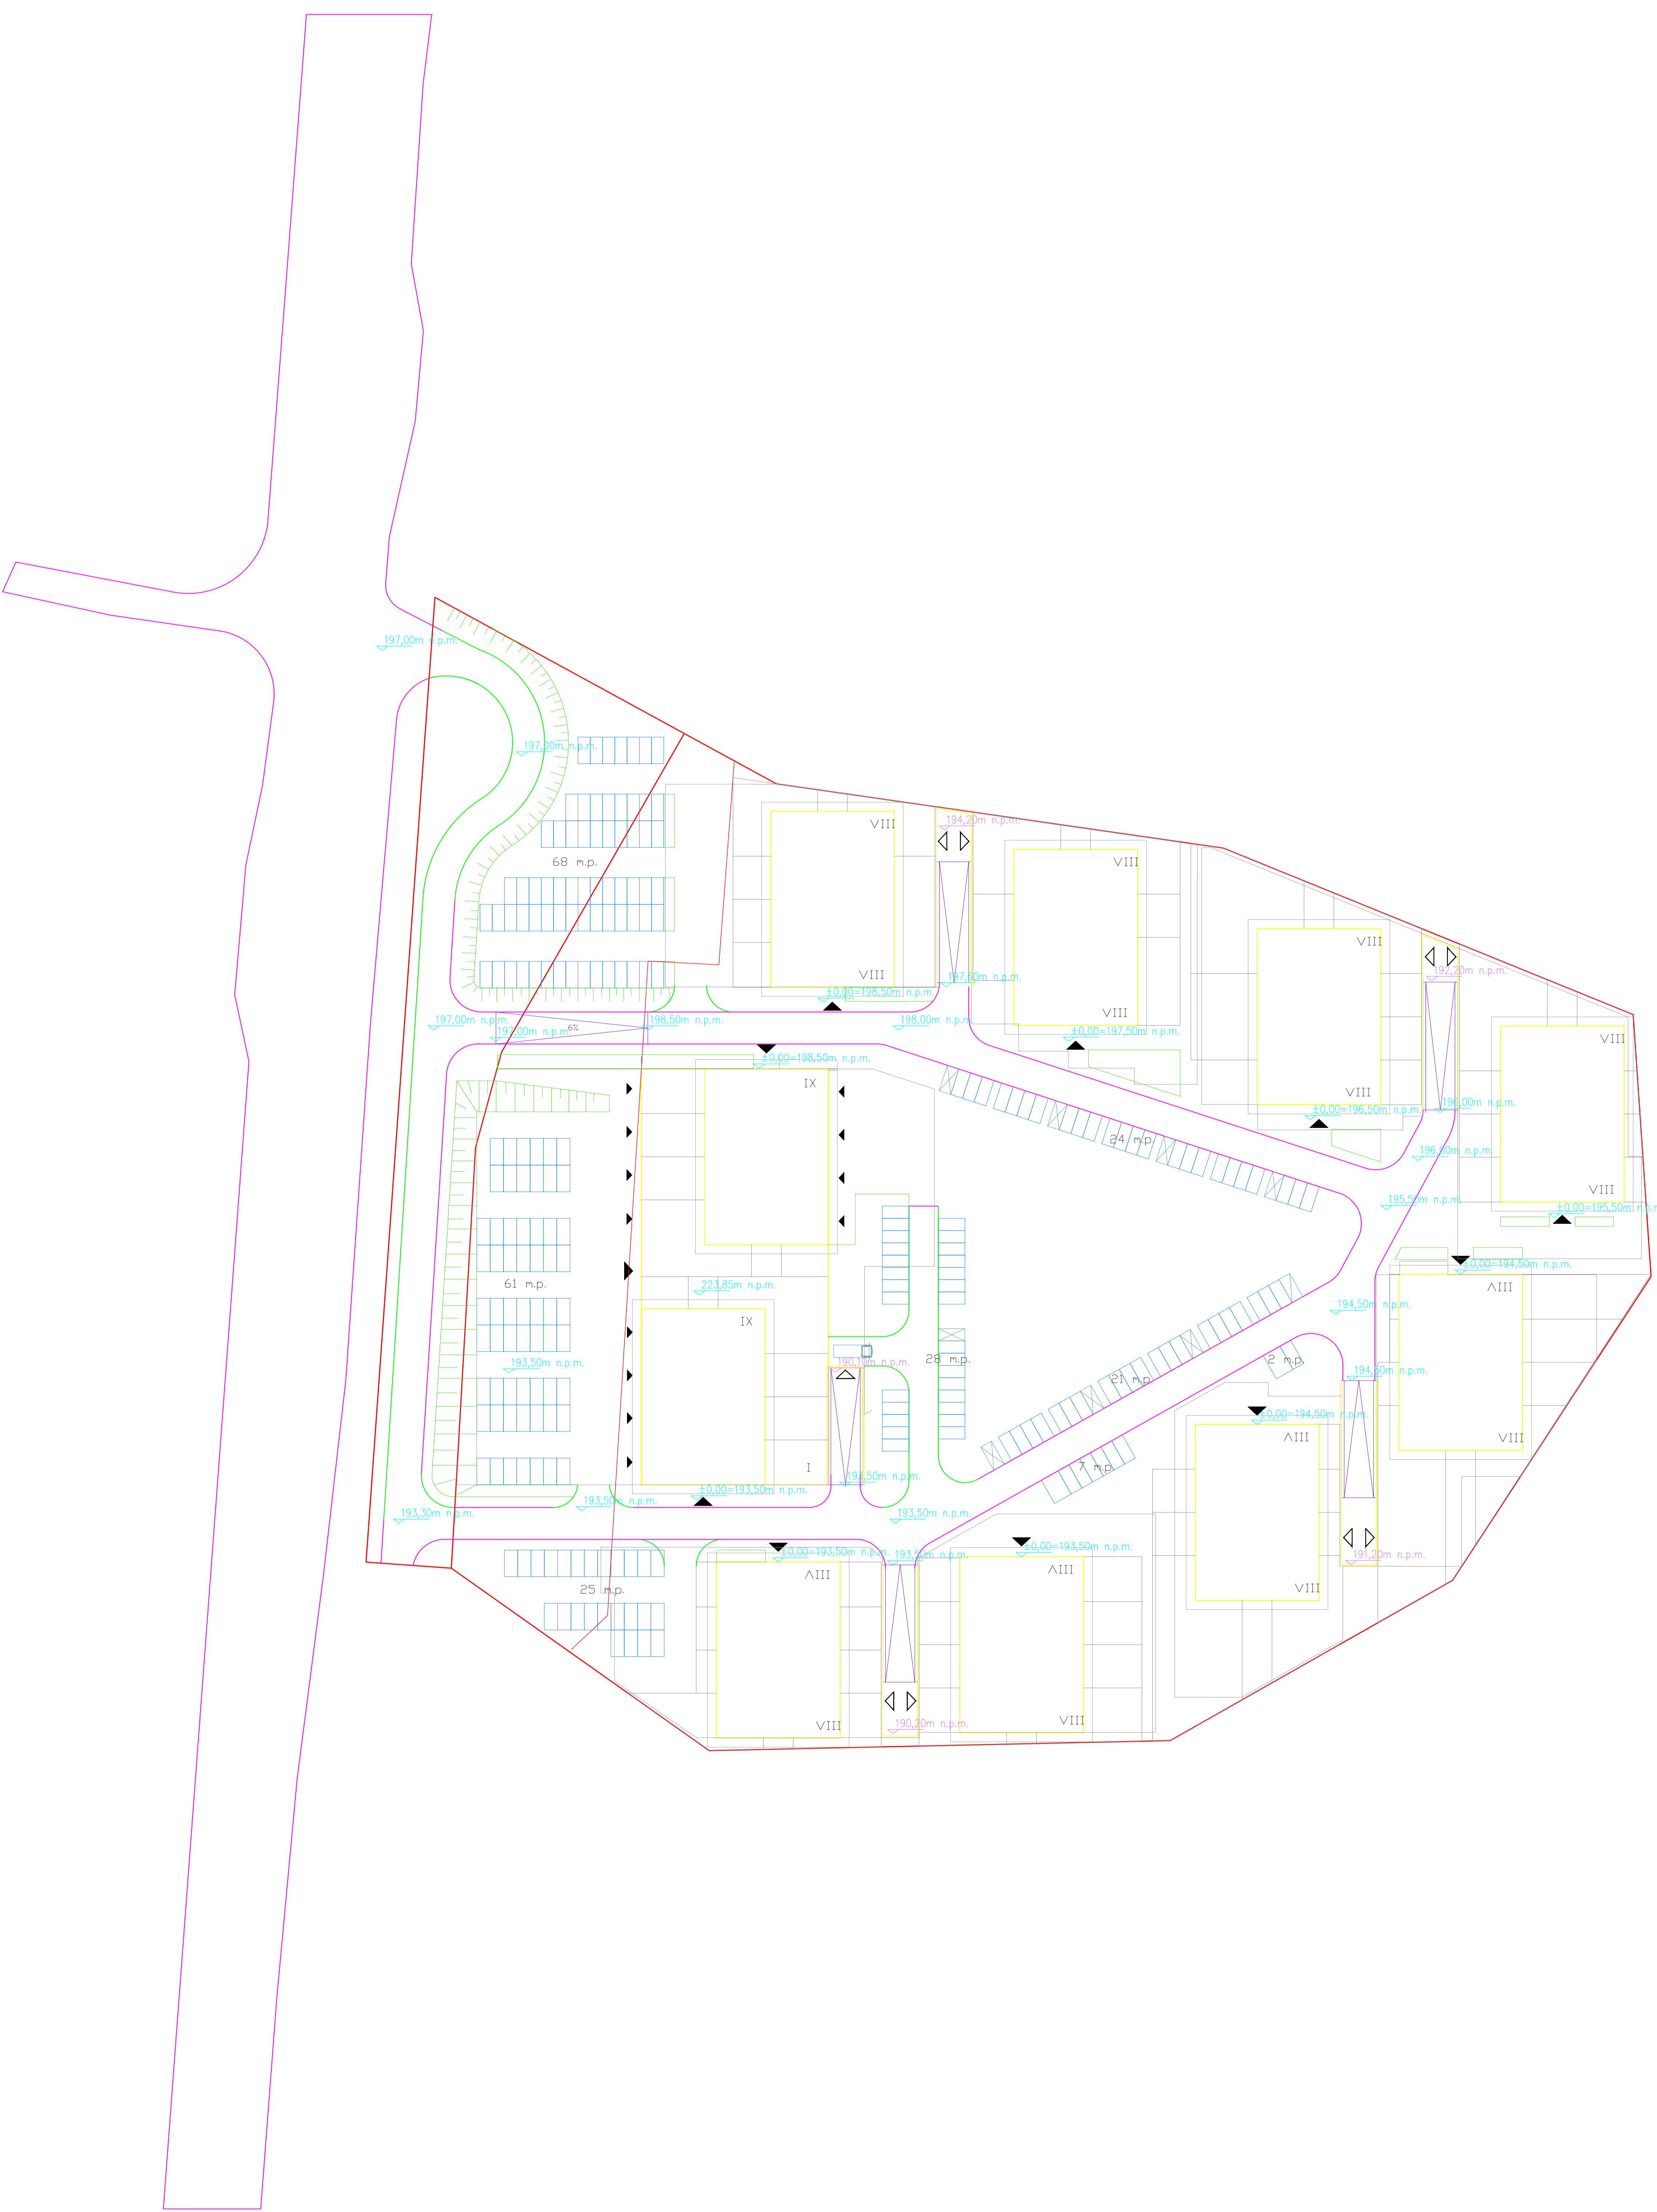 197,00m n.p.m.
197,00m n.p.m.
194,20m n.p.m.
VIII
68 m.p.
VIII
VIII
VIII
192,20m n.p.m.
197,60m n.p.m.
±0,00=198,50m n.p.m.
VIII
197,00m n.p.m.
6%
198,50m n.p.m.
198,00m n.p.m.
197,00m n.p.m.
±0,00=197,50m n.p.m.
VIII
±0,00=198,50m n.p.m.
IX
VIII
196,00m n.p.m.
±0,00=196,50m n.p.m.
24 m.p.
196,00m n.p.m.
VIII
195,50m n.p.m.
±0,00=195,50m n.p.r
±0,00=194,50m n.p.m.
61 m.p.
223,85m n.p.m.
VIII
194,50m n.p.m.
IX
193,50m n.p.m.
190,10m n.p.m.
28 m.p.
2 m.p.
21 m.p.
±0,00=194,50m n.p.m.
VIII
VIII
I
7 m.p.
193,50m n.p.m.
±0,00=193,50m n.p.m.
193,50m n.p.m.
193,30m n.p.m.
193,50m n.p.m.
±0,00=193,50m n.p.m.
193,50m n.p.m.
±0,00=193,50m n.p.m.
191,20m n.p.m.
VIII
VIII
25 m.p.
VIII
VIII
VIII
190,20m n.p.m.